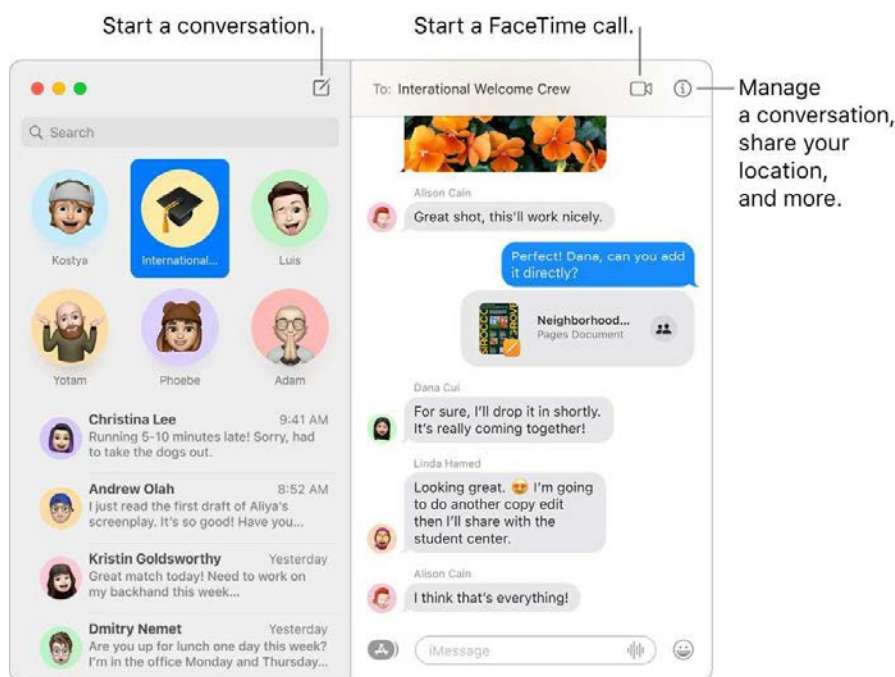 Start a conversation.
Start a FaceTime call.
Manage
a conversation,
share your
location,
and more.
Search
Kostya
International...
Luis
Yotam
Phoebe
Adam
Christina Lee 9:41 AM
Running 5-10 minutes late! Sorry, had
to take the dogs out.
Andrew Olah 8:52 AM
I just read the first draft of Aliya's
screenplay. It's so good! Have you...
Kristin Goldsworthy Yesterday
Great match today! Need to work on
my backhand this week...
Dmitry Nemet Yesterday
Are you up for lunch one day this week?
I'm in the office Monday and Thursday...
To: Interational Welcome Crew
Alison Cain
Great shot, this'll work nicely.
Perfect! Dana, can you add
it directly?
Neighborhood...
Pages Document
Dana Cui
For sure, I'll drop it in shortly.
It's really coming together!
Linda Hamed
Looking great. 😍 I'm going
to do another copy edit
then I'll share with the
student center.
Alison Cain
I think that's everything!
iMessage